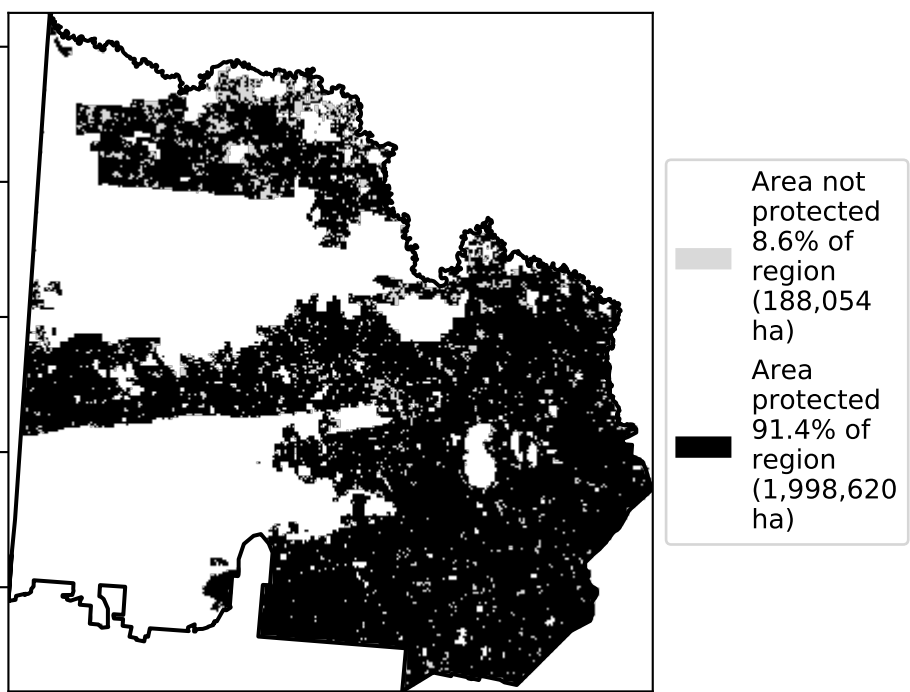 Area not
protected
8.6% of
region
(188,054
ha)
Area
protected
91.4% of
region
(1,998,620
ha)